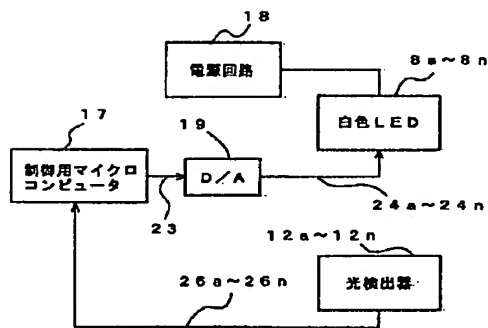 18
電源回路
8a~8n
17
19
白色LED
制御用マイクロ
コンピュータ
D/A
23
24a~24n
12a~12n
光検出器
26a~26n